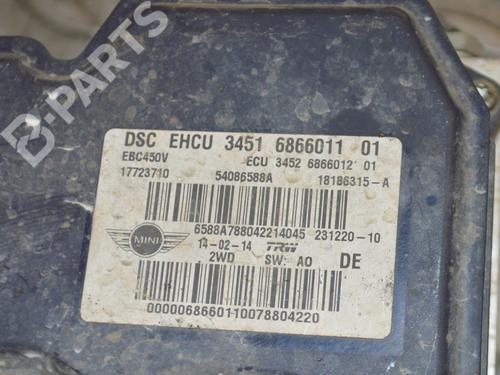 B-PARTS
DSC EHCU 3451 6866011 01
EBC450V ECU 3452 6866012 01
17723710 54086588A 18186315-A
6588A788042214045 231220-10
MINI 14-02-14 TRW
2WD SW: A0 DE
0000068660110078804220